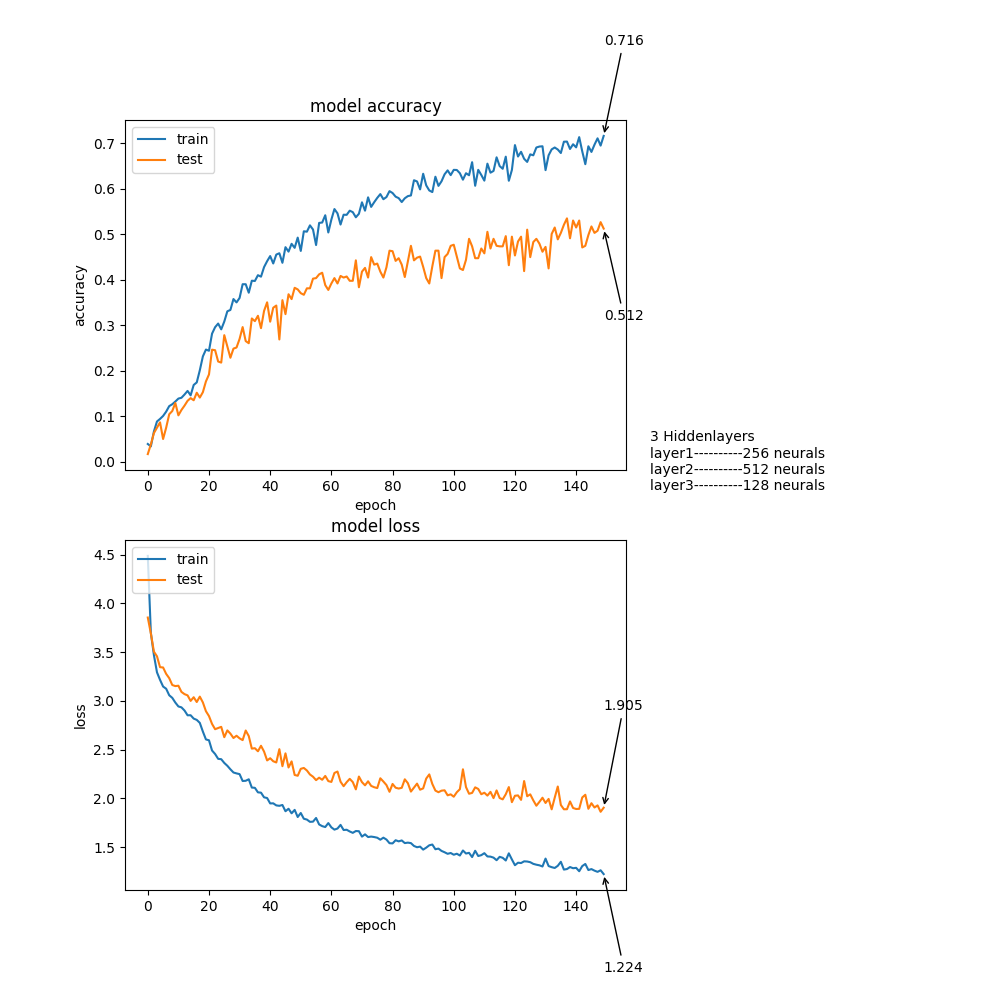 0.716
model accuracy
train
test
0.7
0.6
0.5
0.4
0.3
0.2
0.1
0.0
accuracy
0.512
0 20 40 60 80 100 120 140
epoch
3 Hiddenlayers
layer1----------256 neurals
layer2----------512 neurals
layer3----------128 neurals
model loss
train
test
4.5
4.0
3.5
3.0
2.5
2.0
1.5
loss
1.905
0 20 40 60 80 100 120 140
epoch
1.224